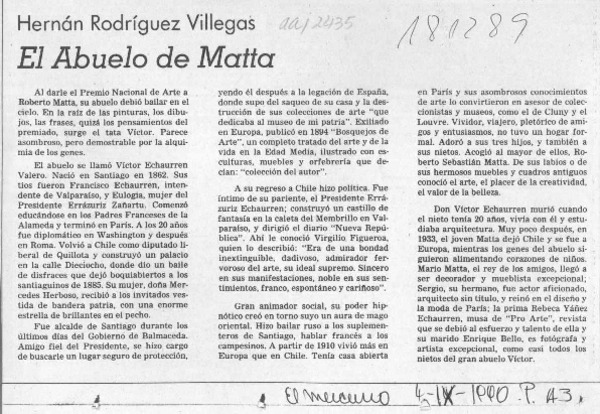 Hernán Rodríguez Villegas
aaj2435
181289
El Abuelo de Matta
Al darle el Premio Nacional de Arte a
Roberto Matta, su abuelo debió bailar en el
cielo. En la raíz de las pinturas, los dibu-
jos, las frases, quizá los pensamientos del
premiado, surge el tata Víctor. Parece
asombroso, pero demostrable por la alqui-
mia de los genes.
El abuelo se llamó Víctor Echaurren
Valero. Nació en Santiago en 1862. Sus
tíos fueron Francisco Echaurren, inten-
dente de Valparaíso, y Eulogia, mujer del
Presidente Errázuriz Zañartu. Comenzó
educándose en los Padres Franceses de la
Alameda y terminó en París. A los 20 años
fue diplomático en Washington y después
en Roma. Volvió a Chile como diputado libe-
ral de Quillota y construyó un palacio
en la calle Dieciocho, donde dio un baile
de disfraces que dejó boquiabiertos a los
santiaguinos de 1885. Su mujer, doña Mer-
cedes Herboso, recibió a los invitados vesti-
da de bandera patria, con una enorme
estrella de brillantes en el pecho.
Fue alcalde de Santiago durante los
últimos días del Gobierno de Balmaceda.
Amigo fiel del Presidente, se hizo cargo
de buscarle un lugar seguro de protección,
yendo él después a la legación de España,
donde supo del saqueo de su casa y la des-
trucción de sus colecciones de arte "que
dedicaba al museo de mi patria". Exilado
en Europa, publicó en 1894 "Bosquejos de
Arte", un completo tratado del arte y de la
vida en la Edad Media, ilustrado con es-
culturas, muebles y orfebrería que de-
cían: "colección del autor".
A su regreso a Chile hizo política. Fue
íntimo de su pariente, el Presidente Errá-
zuriz Echaurren; construyó un castillo de
fantasía en la caleta del Membrillo en Val-
paraíso, y dirigió el diario "Nueva Repúbli-
ca". Ahí le conoció Virgilio Figueroa,
quien lo describió: "Era de una bondad
inextinguible, dadivoso, admirador fer-
voroso del arte, su ideal supremo. Sincero en
sus manifestaciones, noble en sus senti-
mientos, franco, espontáneo y cariñoso".
Gran animador social, su poder hip-
nótico creó en torno suyo un aura de mago
oriental. Hizo bailar ruso a los suplemen-
teros de Santiago, hablar francés a los
campesinos. A partir de 1910 vivió más en
Europa que en Chile. Tenía casa abierta
en París y sus asombrosos conocimientos
de arte lo convirtieron en asesor de coleccio-
nistas y museos, como el de Cluny y el
Louvre. Vividor, viajero, pletórico de ami-
gos y entusiasmos, no tuvo un hogar for-
mal. Adoró a sus tres hijos, y también a
sus nietos. Acogió al mayor de ellos, Ro-
berto Sebastián Matta. De sus labios o de
sus hermosos muebles y cuadros antiguos
conoció el arte, el placer de la creatividad,
el valor de la belleza.
Don Víctor Echaurren murió cuando
el nieto tenía 20 años, vivía con él y estu-
diaba arquitectura. Muy poco después, en
1933, el joven Matta dejó Chile y se fue a
Europa, mientras los genes del abuelo si-
guieron alimentando corazones de niños.
Mario Matta, el rey de los amigos, llegó a
ser decorador y mueblista excepcional;
Sergio, su hermano, fue actor aficionado,
arquitecto sin título, y reinó en el diseño y
la moda de París; la prima Rebeca Yáñez
Echaurren, musa de "Pro Arte", revista
que se debió al esfuerzo y talento de ella y
su marido Enrique Bello, es fotógrafa y
artista excepcional, como casi todos los
nietos del gran abuelo Víctor.
El Mercurio 4-IX-1990 P. A3.